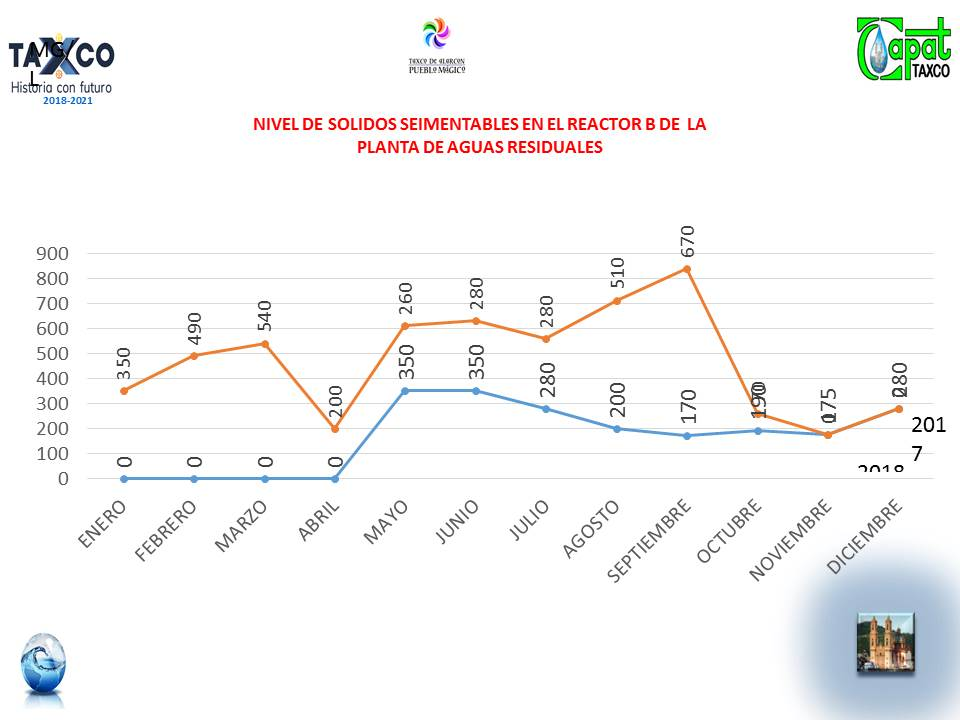 TAXCO
MG/
L
Historia con futuro
2018-2021
TAXCO DE ALARCON
PUEBLO MAGICO
Capat
TAXCO
NIVEL DE SOLIDOS SEIMENTABLES EN EL REACTOR B DE LA
PLANTA DE AGUAS RESIDUALES
900
800
700
600
500
400
300
200
100
0
350
490
540
200
260
280
280
510
670
0
0
0
0
350
350
280
200
170
190
175
0
280
201
7
2018
ENERO
FEBRERO
MARZO
ABRIL
MAYO
JUNIO
JULIO
AGOSTO
SEPTIEMBRE
OCTUBRE
NOVIEMBRE
DICIEMBRE